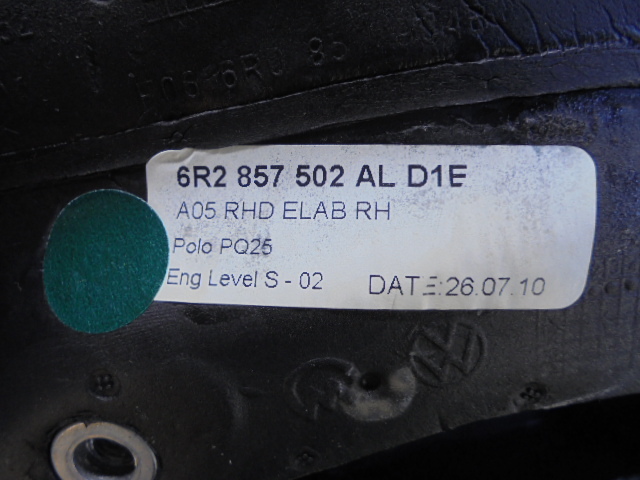 6R2 857 502 AL D1E
A05 RHD ELAB RH
Polo PQ25
Eng Level S - 02 DATE:26.07.10